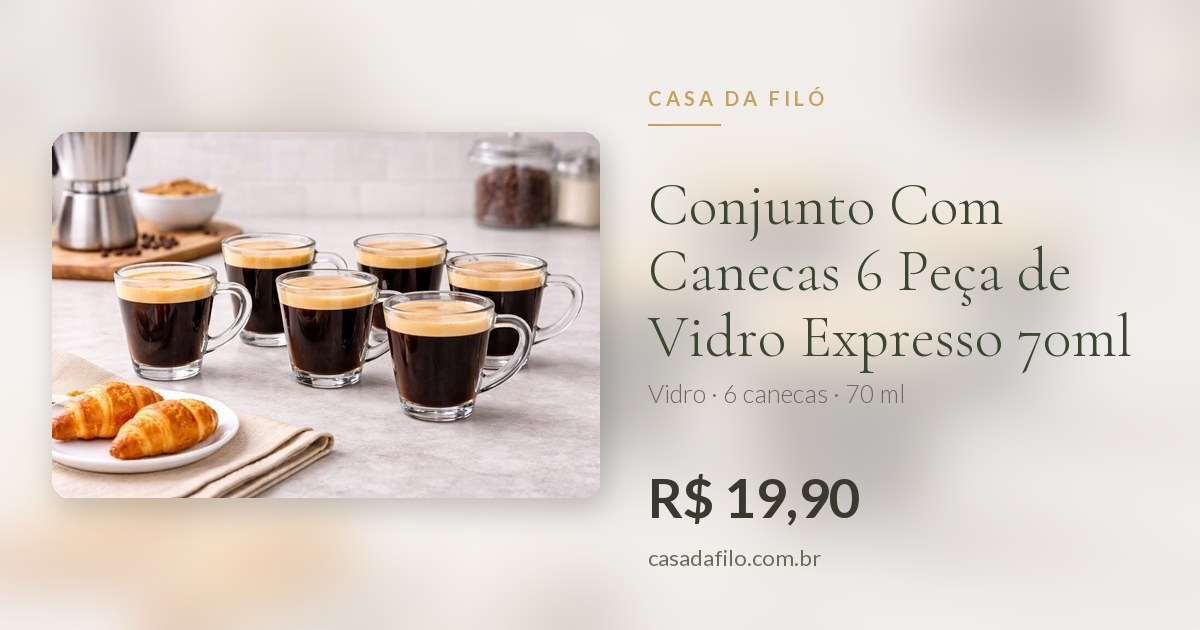 CASA DA FILÓ
Conjunto Com
Canecas 6 Peça de
Vidro Expresso 70ml
Vidro · 6 canecas · 70 ml
R$ 19,90
casadafilo.com.br